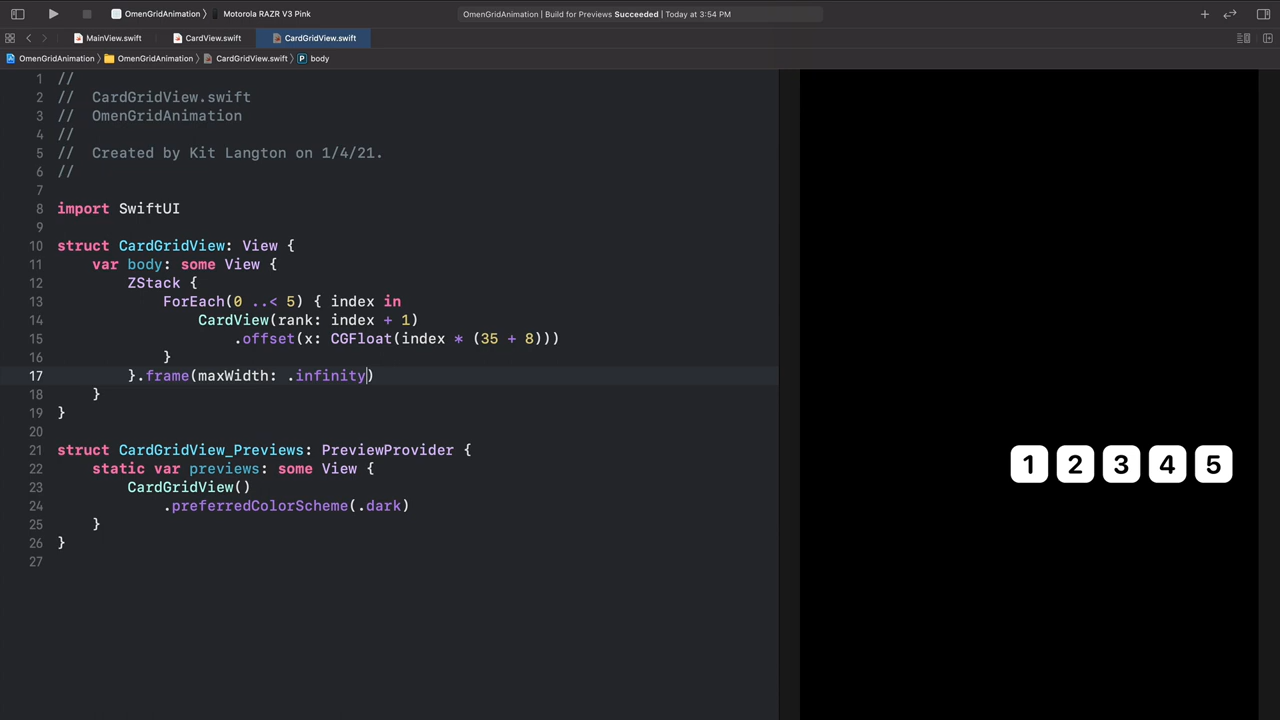 OmenGridAnimation 〉 Motorola RAZR V3 Pink
OmenGridAnimation | Build for Previews Succeeded | Today at 3:54 PM
MainView.swift
CardView.swift
CardGridView.swift
OmenGridAnimation 〉 OmenGridAnimation 〉 CardGridView.swift 〉 P body
1 //
2 //  CardGridView.swift
3 //  OmenGridAnimation
4 //
5 //  Created by Kit Langton on 1/4/21.
6 //
7
8 import SwiftUI
9
10 struct CardGridView: View {
11     var body: some View {
12         ZStack {
13             ForEach(0 ..< 5) { index in
14                 CardView(rank: index + 1)
15                     .offset(x: CGFloat(index * (35 + 8)))
16             }
17         }.frame(maxWidth: .infinity)
18     }
19 }
20
21 struct CardGridView_Previews: PreviewProvider {
22     static var previews: some View {
23         CardGridView()
24             .preferredColorScheme(.dark)
25     }
26 }
27
1 2 3 4 5